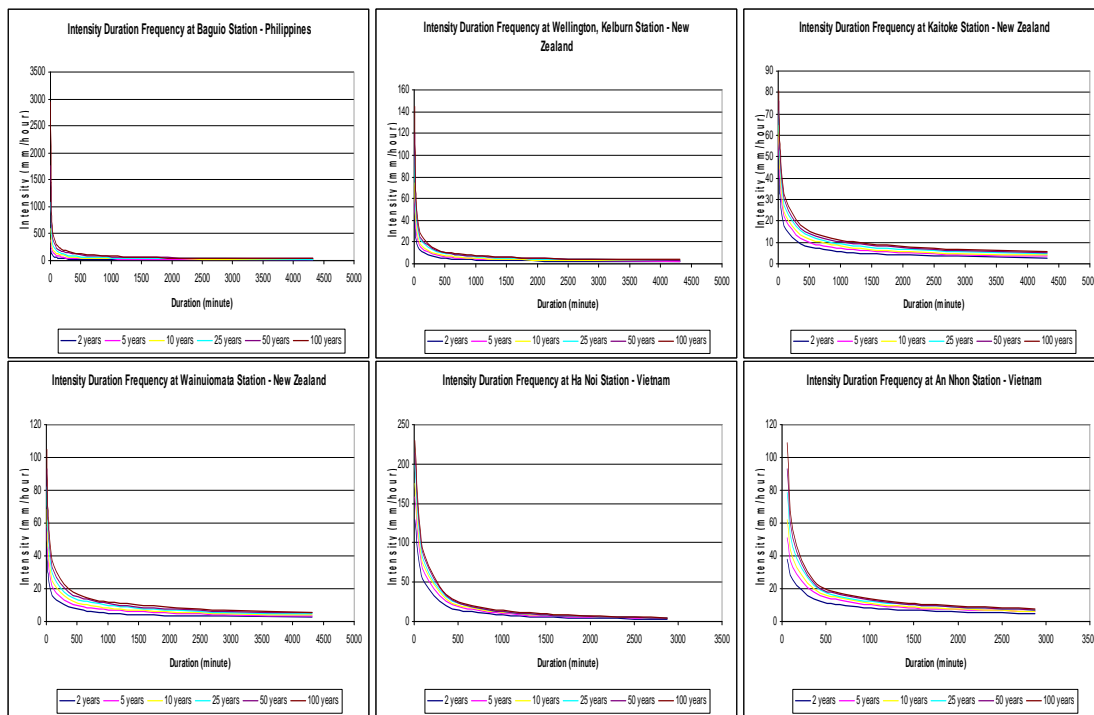 Intensity Duration Frequency at Baguio Station - Philippines
Intensity (mm/hour)
3500
3000
2500
2000
1500
1000
500
0
0 500 1000 1500 2000 2500 3000 3500 4000 4500 5000
Duration (minute)
2 years 5 years 10 years 25 years 50 years 100 years
Intensity Duration Frequency at Wellington, Kelburn Station - New
Zealand
Intensity (mm/hour)
160
140
120
100
80
60
40
20
0
0 500 1000 1500 2000 2500 3000 3500 4000 4500 5000
Duration (minute)
2 years 5 years 10 years 25 years 50 years 100 years
Intensity Duration Frequency at Kaitoke Station - New Zealand
Intensity (mm/hour)
90
80
70
60
50
40
30
20
10
0
0 500 1000 1500 2000 2500 3000 3500 4000 4500 5000
Duration (minute)
2 years 5 years 10 years 25 years 50 years 100 years
Intensity Duration Frequency at Wainuiomata Station - New Zealand
Intensity (mm/hour)
120
100
80
60
40
20
0
0 500 1000 1500 2000 2500 3000 3500 4000 4500 5000
Duration (minute)
2 years 5 years 10 years 25 years 50 years 100 years
Intensity Duration Frequency at Ha Noi Station - Vietnam
Intensity (mm/hour)
250
200
150
100
50
0
0 500 1000 1500 2000 2500 3000 3500
Duration (minute)
2 years 5 years 10 years 25 years 50 years 100 years
Intensity Duration Frequency at An Nhon Station - Vietnam
Intensity (mm/hour)
120
100
80
60
40
20
0
0 500 1000 1500 2000 2500 3000 350
Duration (minute)
2 years 5 years 10 years 25 years 50 years 100 years